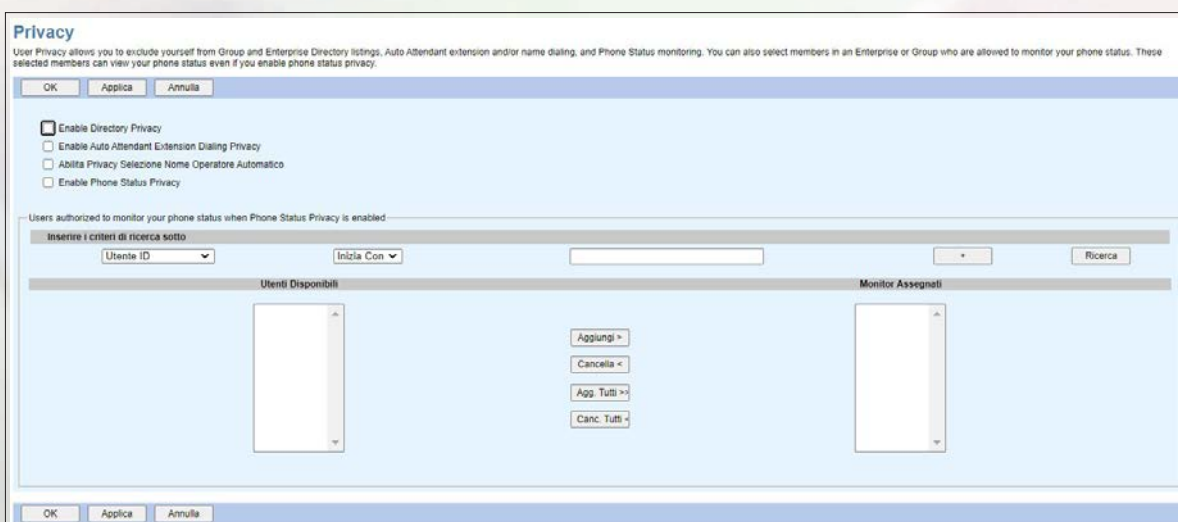 Privacy
User Privacy allows you to exclude yourself from Group and Enterprise Directory listings, Auto Attendant extension and/or name dialing, and Phone Status monitoring. You can also select members in an Enterprise or Group who are allowed to monitor your phone status. These
selected members can view your phone status even if you enable phone status privacy.
OK Applica Annulla
Enable Directory Privacy
Enable Auto Attendant Extension Dialing Privacy
Abilita Privacy Selezione Nome Operatore Automatico
Enable Phone Status Privacy
Users authorized to monitor your phone status when Phone Status Privacy is enabled
Inserire i criteri di ricerca sotto
Utente ID Inizia Con + Ricerca
Utenti Disponibili Monitor Assegnati
Aggiungi >
Cancella <
Agg. Tutti >>
Canc. Tutti <
OK Applica Annulla